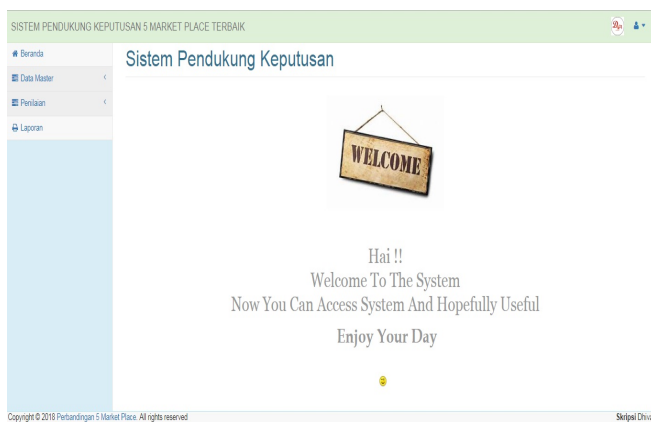 SISTEM PENDUKUNG KEPUTUSAN 5 MARKET PLACE TERBAIK
Beranda
Data Master
Penilaian
Laporan
Sistem Pendukung Keputusan
WELCOME
Hai !!
Welcome To The System
Now You Can Access System And Hopefully Useful
Enjoy Your Day
Copyright © 2018 Perbandingan 5 Market Place. All rights reserved
Skripsi Dhiva